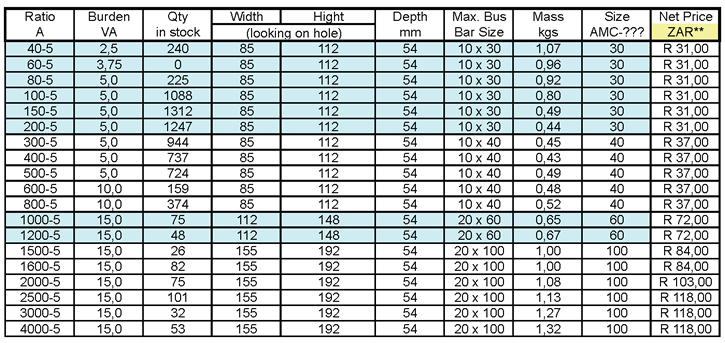 Ratio Burden Qty Width Hight Depth Max. Bus Mass Size Net Price
A VA in stock (looking on hole) mm Bar Size kgs AMC-??? ZAR**
40-5 2,5 240 85 112 54 10 x 30 1,07 30 R 31,00
60-5 3,75 0 85 112 54 10 x 30 0,96 30 R 31,00
80-5 5,0 225 85 112 54 10 x 30 0,92 30 R 31,00
100-5 5,0 1088 85 112 54 10 x 30 0,80 30 R 31,00
150-5 5,0 1312 85 112 54 10 x 30 0,49 30 R 31,00
200-5 5,0 1247 85 112 54 10 x 30 0,44 30 R 31,00
300-5 5,0 944 85 112 54 10 x 40 0,45 40 R 37,00
400-5 5,0 737 85 112 54 10 x 40 0,43 40 R 37,00
500-5 5,0 724 85 112 54 10 x 40 0,49 40 R 37,00
600-5 10,0 159 85 112 54 10 x 40 0,48 40 R 37,00
800-5 10,0 374 85 112 54 10 x 40 0,52 40 R 37,00
1000-5 15,0 75 112 148 54 20 x 60 0,65 60 R 72,00
1200-5 15,0 48 112 148 54 20 x 60 0,67 60 R 72,00
1500-5 15,0 26 155 192 54 20 x 100 1,00 100 R 84,00
1600-5 15,0 82 155 192 54 20 x 100 1,00 100 R 84,00
2000-5 15,0 75 155 192 54 20 x 100 1,08 100 R 103,00
2500-5 15,0 101 155 192 54 20 x 100 1,13 100 R 118,00
3000-5 15,0 32 155 192 54 20 x 100 1,27 100 R 118,00
4000-5 15,0 53 155 192 54 20 x 100 1,32 100 R 118,00